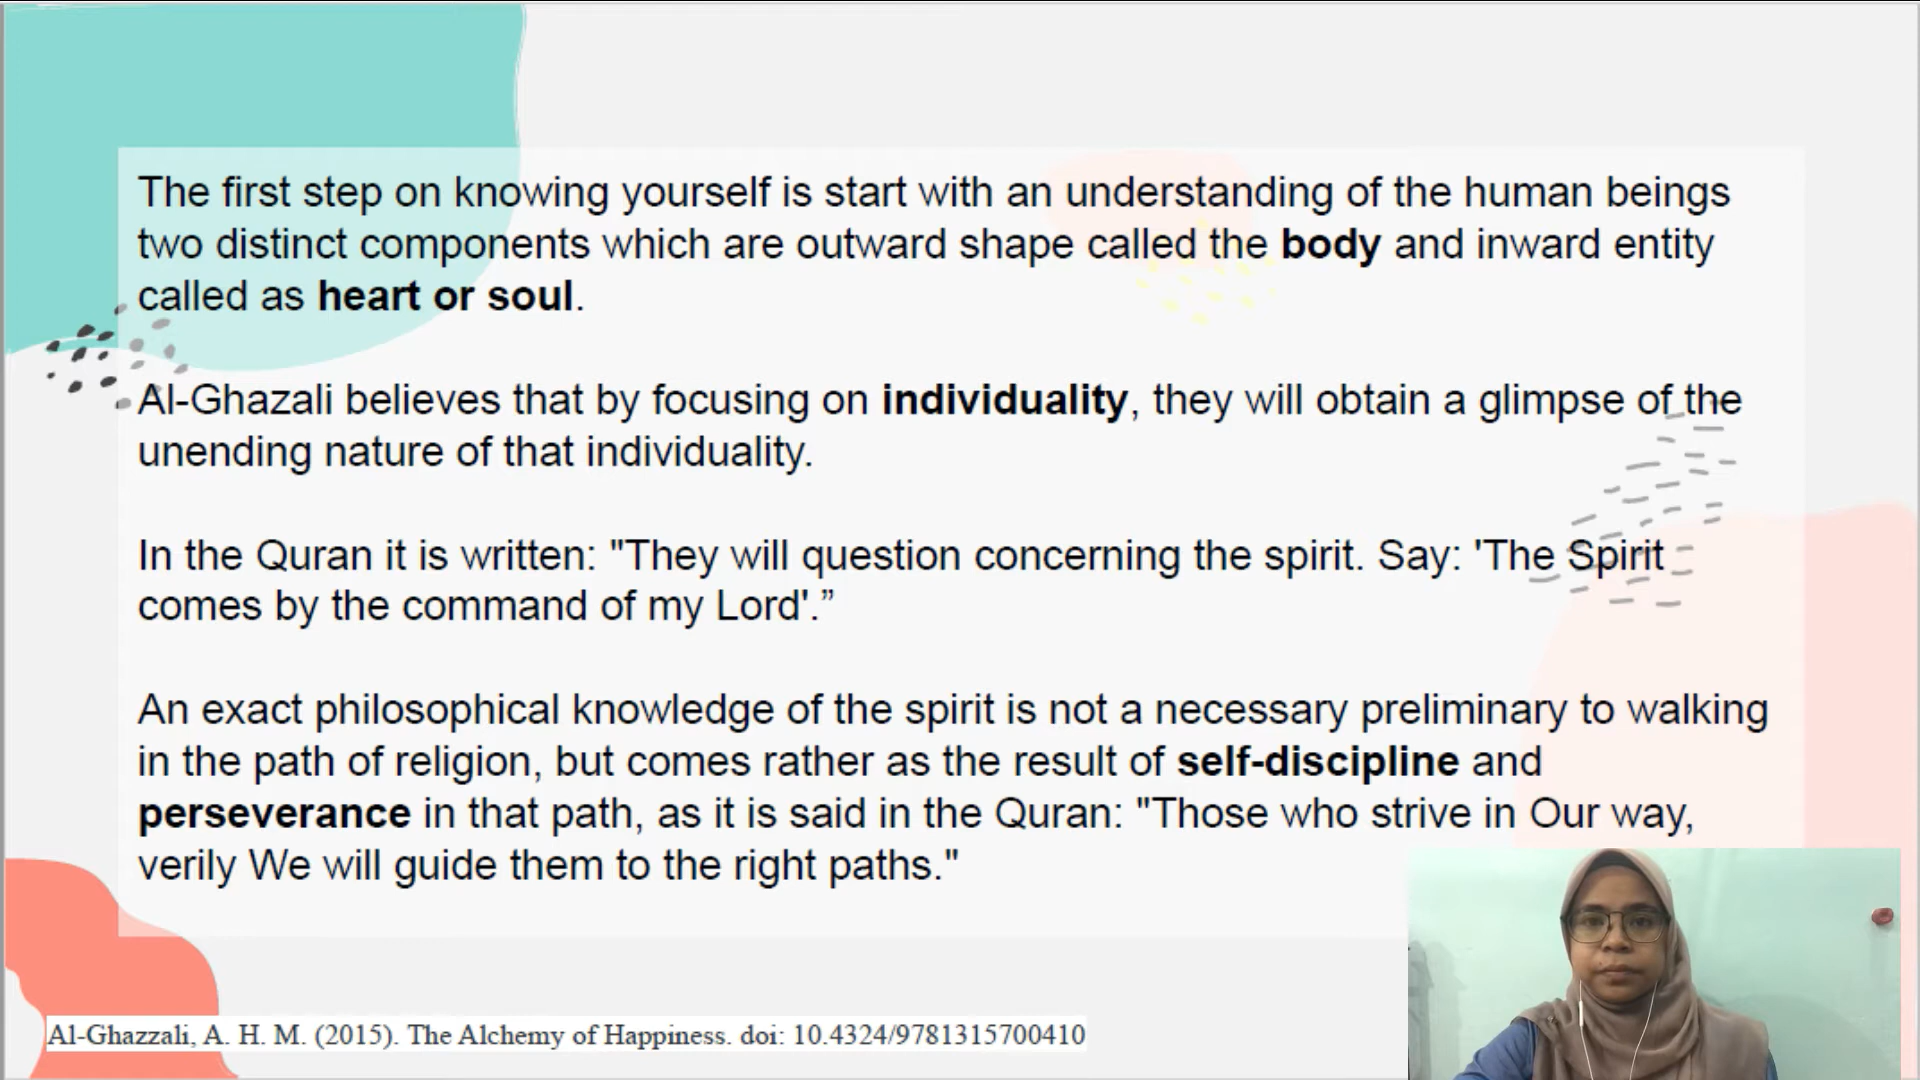 The first step on knowing yourself is start with an understanding of the human beings
two distinct components which are outward shape called the body and inward entity
called as heart or soul.
Al-Ghazali believes that by focusing on individuality, they will obtain a glimpse of the
unending nature of that individuality.
In the Quran it is written: "They will question concerning the spirit. Say: 'The Spirit
comes by the command of my Lord'.”
An exact philosophical knowledge of the spirit is not a necessary preliminary to walking
in the path of religion, but comes rather as the result of self-discipline and
perseverance in that path, as it is said in the Quran: "Those who strive in Our way,
verily We will guide them to the right paths."
Al-Ghazzali, A. H. M. (2015). The Alchemy of Happiness. doi: 10.4324/9781315700410